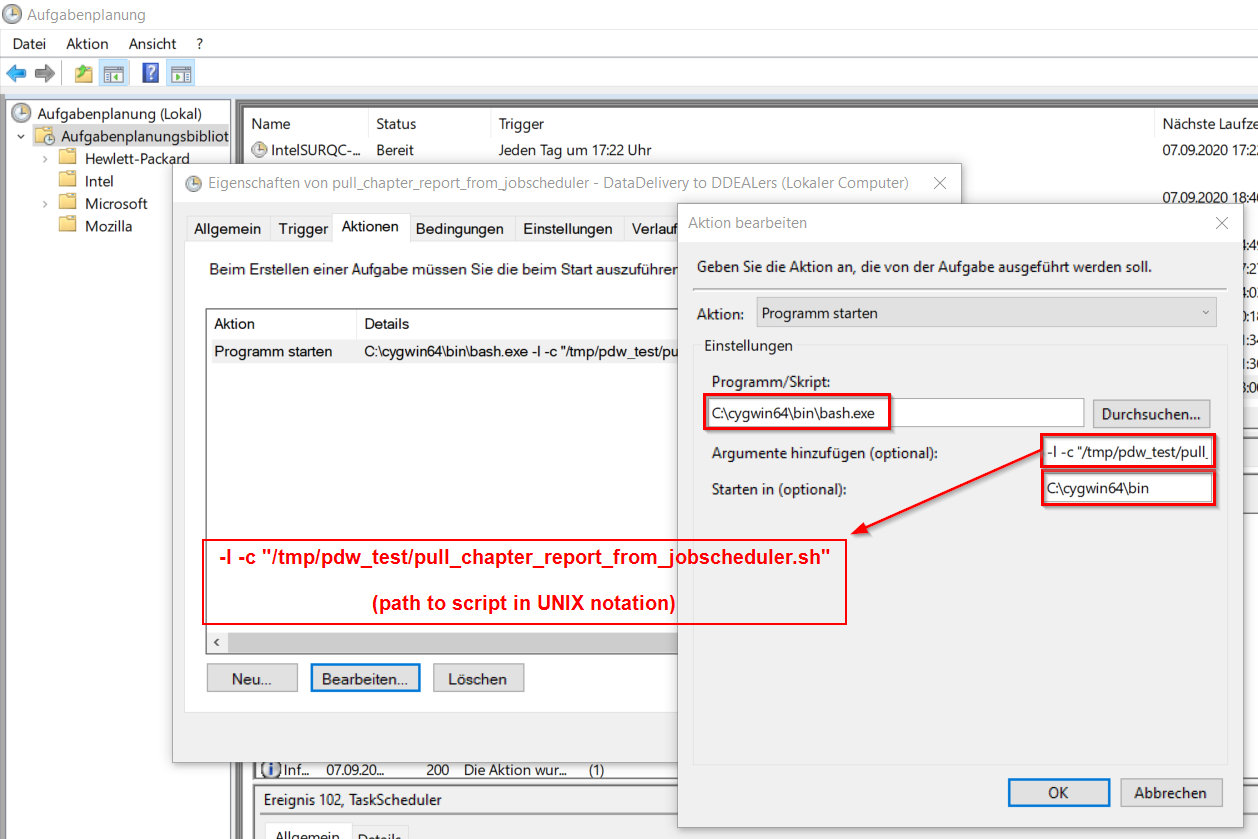 Aufgabenplanung
Datei Aktion Ansicht ?
Aufgabenplanung (Lokal)
Aufgabenplanungsbibliot
Hewlett-Packard
Intel
Microsoft
Mozilla
Name Status Trigger Nächste Laufze
IntelSURQC-... Bereit Jeden Tag um 17:22 Uhr 07.09.2020 17:22
07.09.2020 18:40
Eigenschaften von pull_chapter_report_from_jobscheduler - DataDelivery to DDEALers (Lokaler Computer)
Allgemein Trigger Aktionen Bedingungen Einstellungen Verlauf
Beim Erstellen einer Aufgabe müssen Sie die beim Start auszuführen
Aktion Details
Programm starten C:\cygwin64\bin\bash.exe -l -c "/tmp/pdw_test/pu
-l -c "/tmp/pdw_test/pull_chapter_report_from_jobscheduler.sh"
(path to script in UNIX notation)
Neu... Bearbeiten... Löschen
Aktion bearbeiten
Geben Sie die Aktion an, die von der Aufgabe ausgeführt werden soll.
Aktion: Programm starten
Einstellungen
Programm/Skript:
C:\cygwin64\bin\bash.exe Durchsuchen...
Argumente hinzufügen (optional): -l -c "/tmp/pdw_test/pull_
Starten in (optional): C:\cygwin64\bin
OK Abbrechen
Inf... 07.09.20... 200 Die Aktion wur... (1)
Ereignis 102, TaskScheduler
Allgemein Details